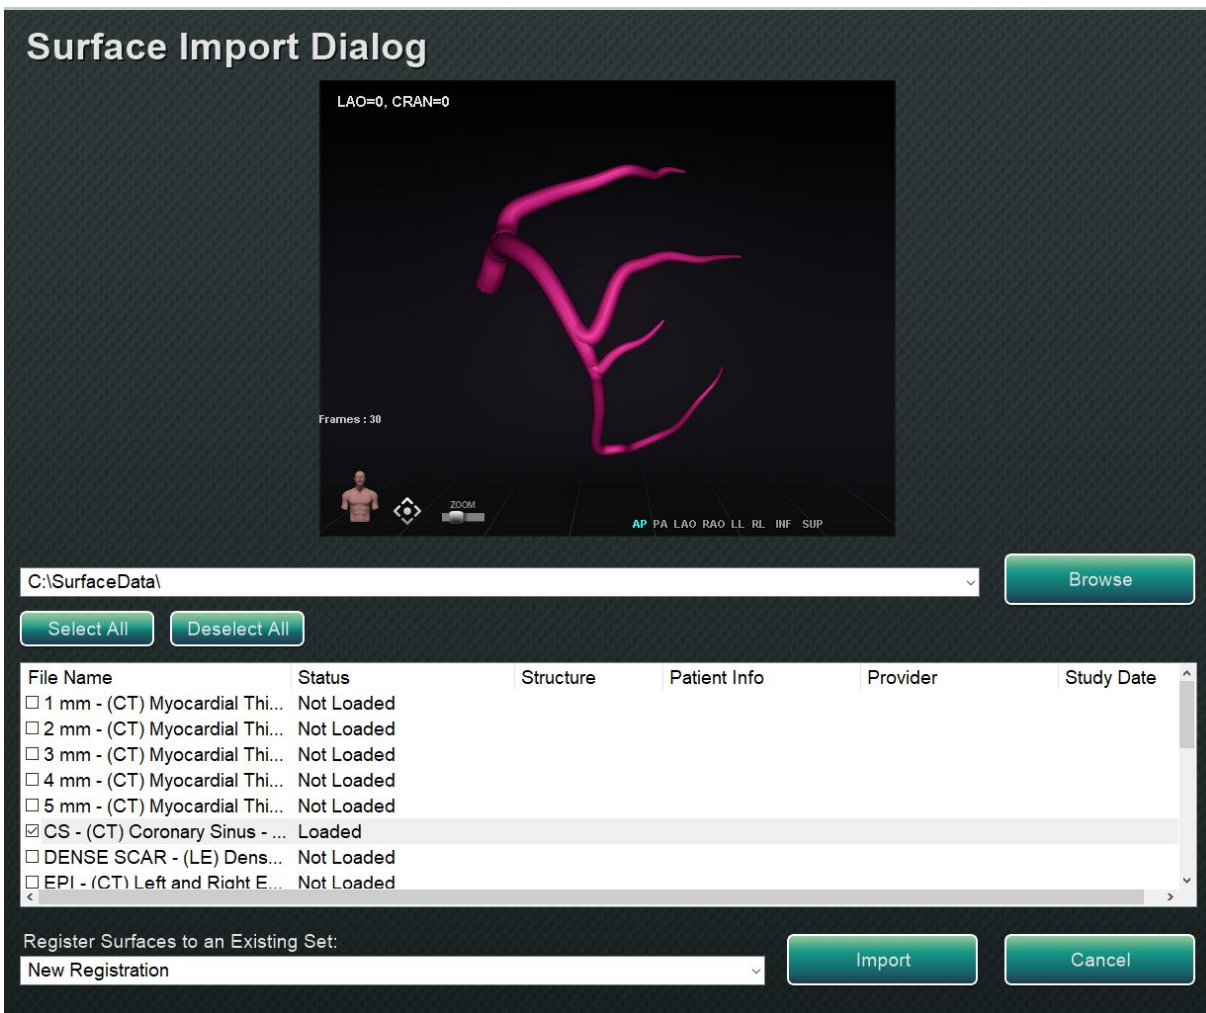 Surface Import Dialog
LAO=0, CRAN=0
Frames : 30
ZOOM
AP PA LAO RAO LL RL INF SUP
C:\SurfaceData\
Browse
Select All Deselect All
File Name Status Structure Patient Info Provider Study Date
1 mm - (CT) Myocardial Thi... Not Loaded
2 mm - (CT) Myocardial Thi... Not Loaded
3 mm - (CT) Myocardial Thi... Not Loaded
4 mm - (CT) Myocardial Thi... Not Loaded
5 mm - (CT) Myocardial Thi... Not Loaded
CS - (CT) Coronary Sinus - ... Loaded
DENSE SCAR - (LE) Dens... Not Loaded
EPI - (CT) Left and Right E... Not Loaded
Register Surfaces to an Existing Set:
New Registration
Import
Cancel